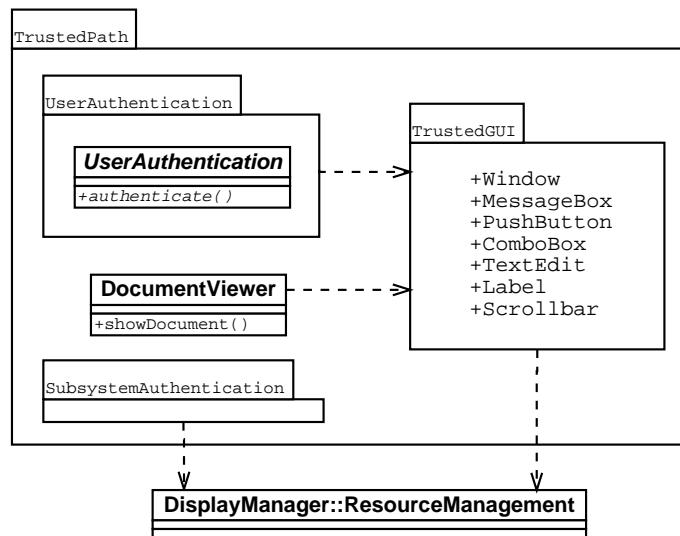 TrustedPath
UserAuthentication
UserAuthentication
+authenticate()
TrustedGUI
+Window
+MessageBox
+PushButton
+ComboBox
+TextEdit
+Label
+Scrollbar
DocumentViewer
+showDocument()
SubsystemAuthentication
DisplayManager::ResourceManagement